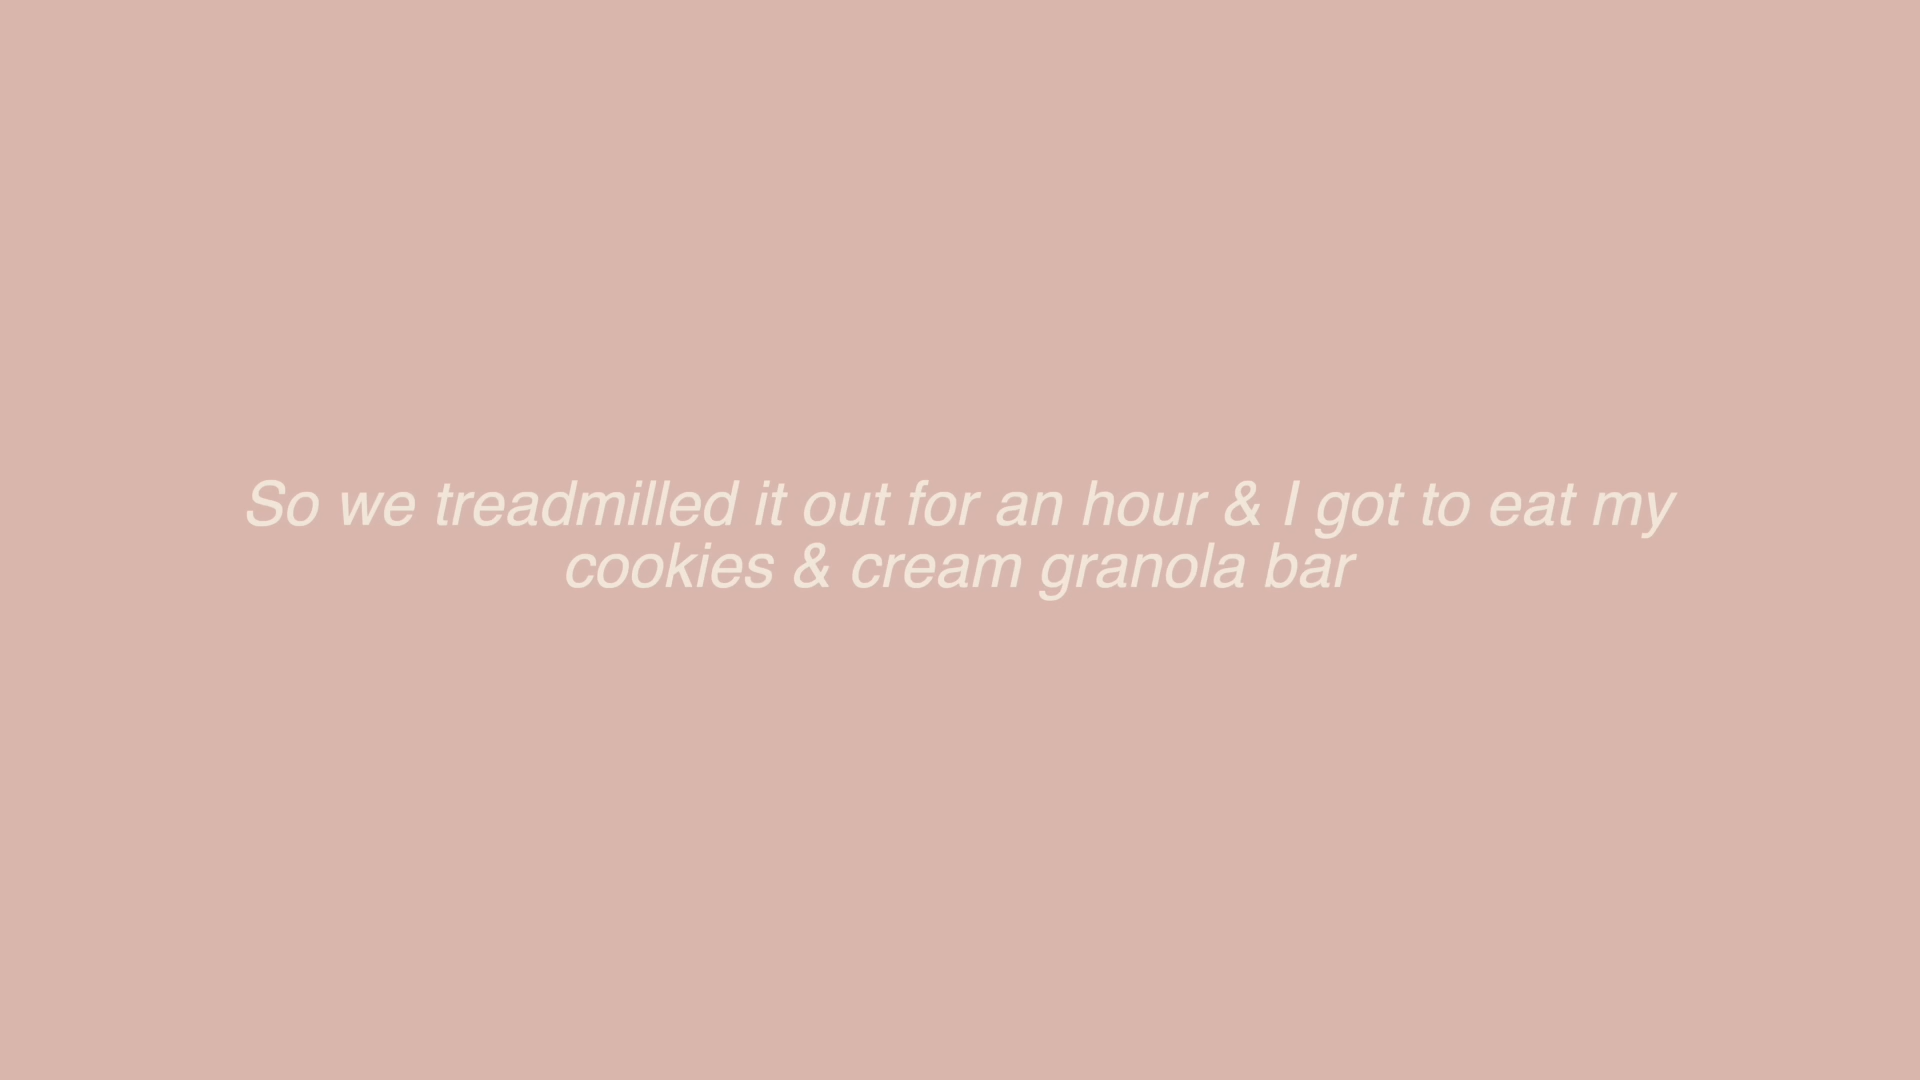 So we treadmilled it out for an hour & I got to eat my
cookies & cream granola bar